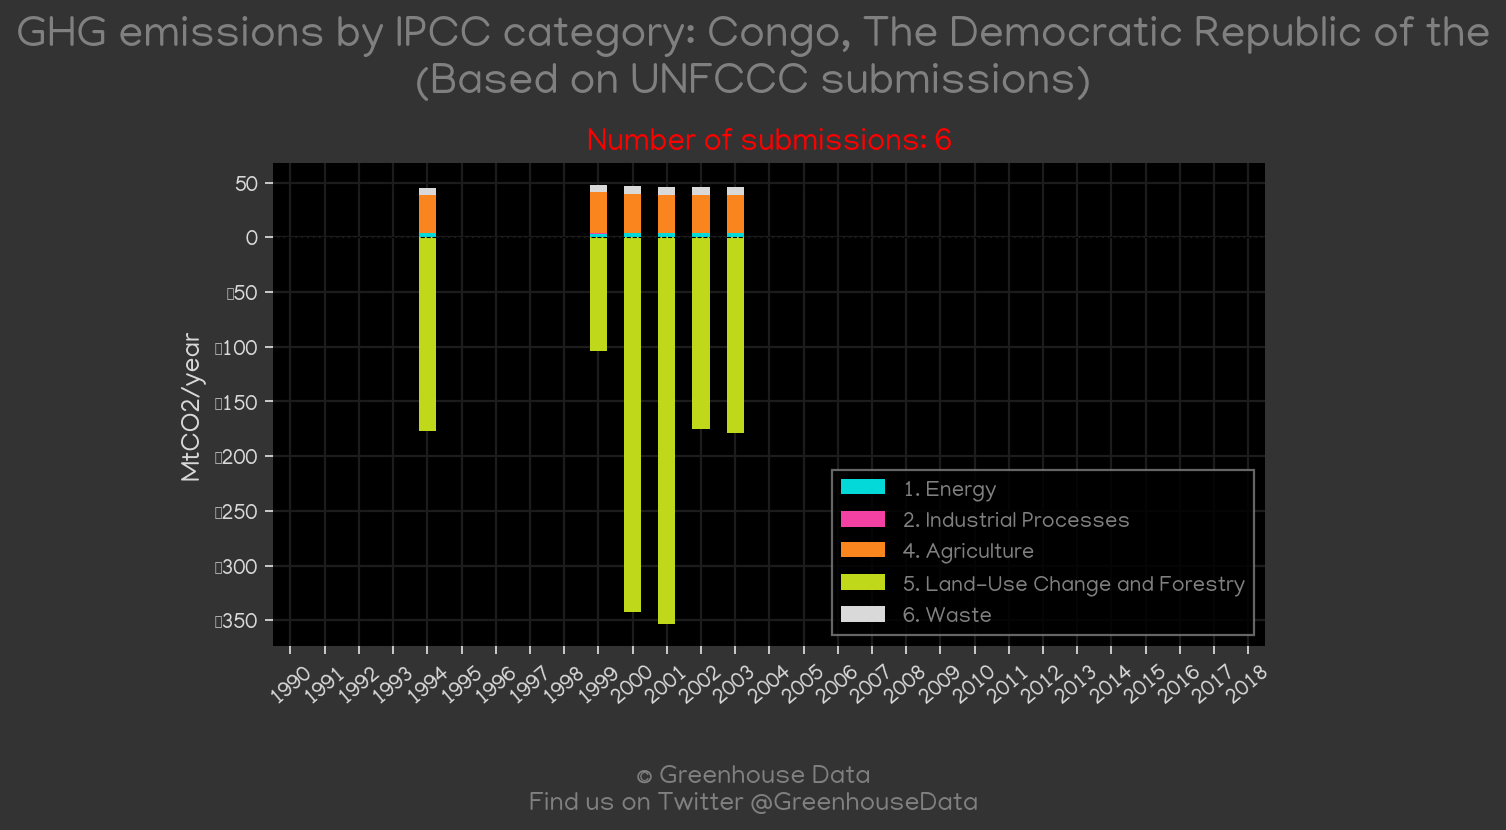 GHG emissions by IPCC category: Congo, The Democratic Republic of the
(Based on UNFCCC submissions)
Number of submissions: 6
MtCO2/year
50
0
▯50
▯100
▯150
▯200
▯250
▯300
▯350
1. Energy
2. Industrial Processes
4. Agriculture
5. Land-Use Change and Forestry
6. Waste
1990 1991 1992 1993 1994 1995 1996 1997 1998 1999 2000 2001 2002 2003 2004 2005 2006 2007 2008 2009 2010 2011 2012 2013 2014 2015 2016 2017 2018
© Greenhouse Data
Find us on Twitter @GreenhouseData